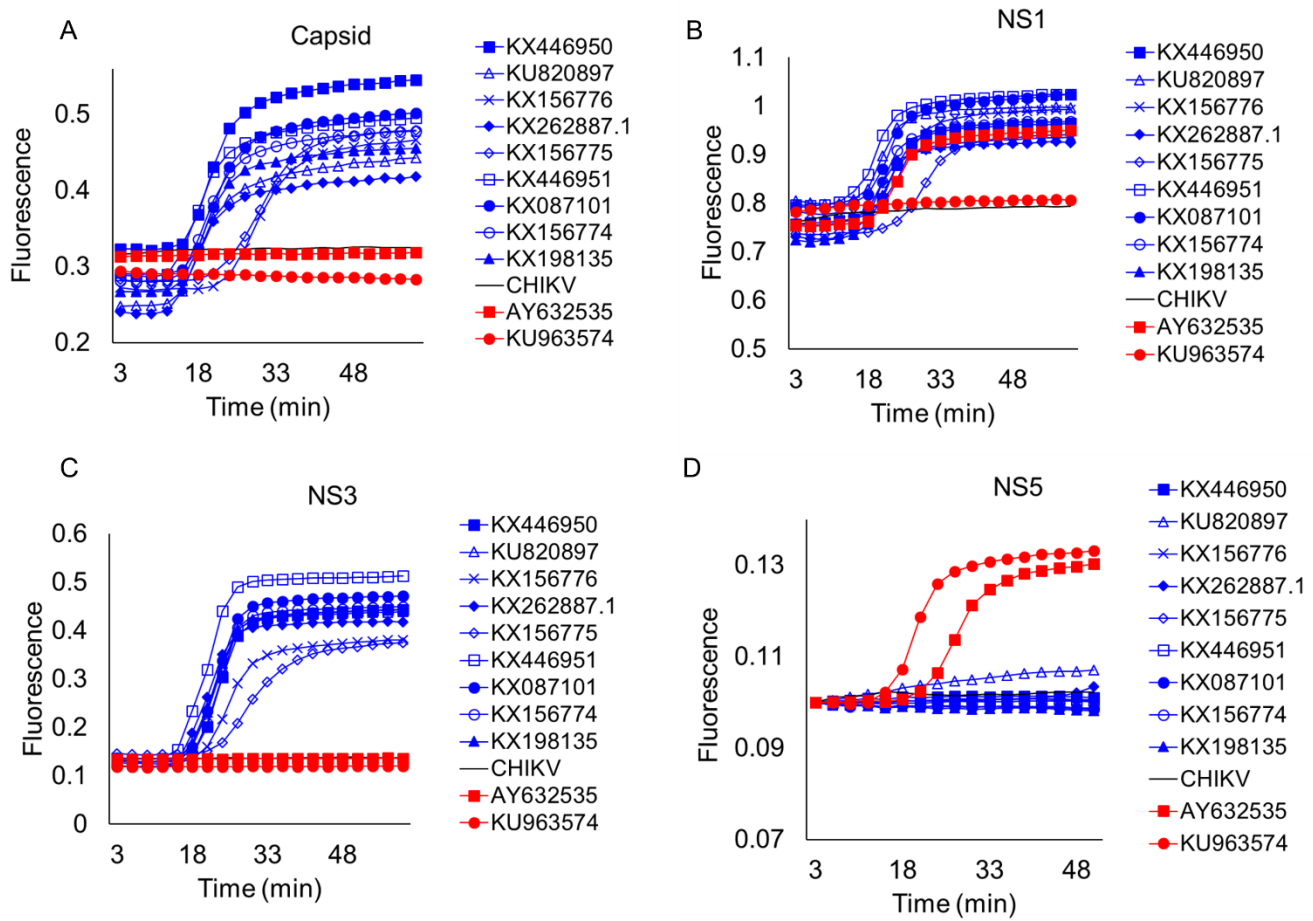 A
Capsid
Fluorescence
0.5
0.4
0.3
0.2
3
18
33
48
Time (min)
KX446950
KU820897
KX156776
KX262887.1
KX156775
KX446951
KX087101
KX156774
KX198135
CHIKV
AY632535
KU963574
B
NS1
Fluorescence
1.1
1
0.9
0.8
0.7
0.6
0.5
3
18
33
48
Time (min)
KX446950
KU820897
KX156776
KX262887.1
KX156775
KX446951
KX087101
KX156774
KX198135
CHIKV
AY632535
KU963574
C
NS3
Fluorescence
0.6
0.5
0.4
0.3
0.2
0.1
0
3
18
33
48
Time (min)
KX446950
KU820897
KX156776
KX262887.1
KX156775
KX446951
KX087101
KX156774
KX198135
CHIKV
AY632535
KU963574
D
NS5
Fluorescence
0.13
0.11
0.09
0.07
3
18
33
48
Time (min)
KX446950
KU820897
KX156776
KX262887.1
KX156775
KX446951
KX087101
KX156774
KX198135
CHIKV
AY632535
KU963574